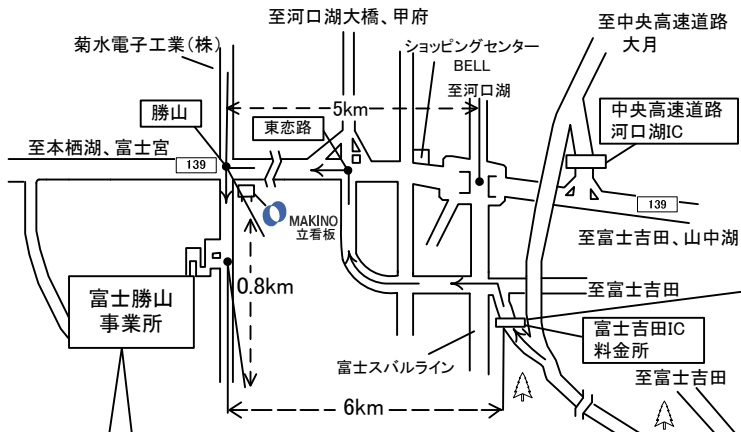 至河口湖大橋、甲府
至中央高速道路
大月
菊水電子工業(株)
ショッピングセンター
BELL
至河口湖
5km
勝山
東恋路
中央高速道路
河口湖IC
至本栖湖、富士宮
139
139
MAKINO
立看板
至富士吉田、山中湖
0.8km
富士勝山
事業所
至富士吉田
富士吉田IC
料金所
富士スバルライン
至富士吉田
6km